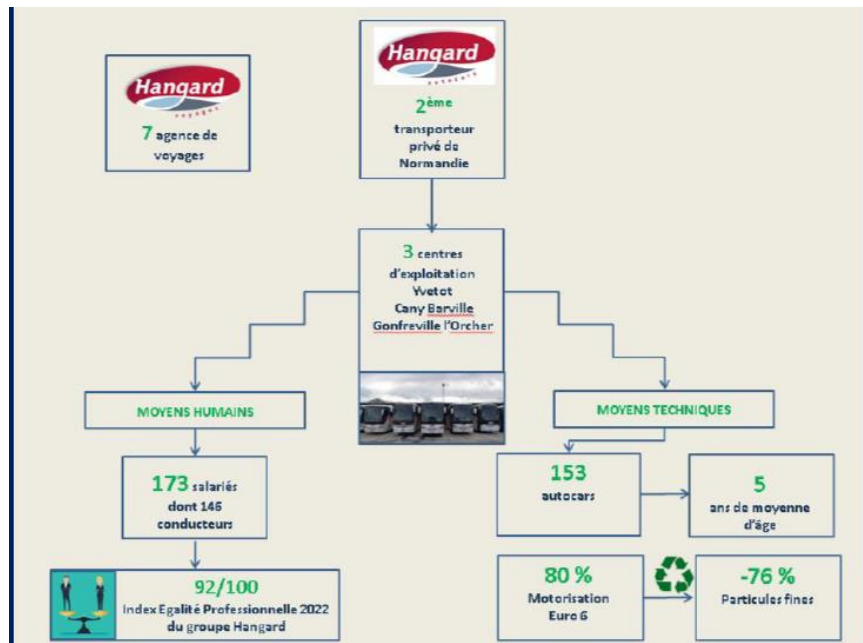 Hangard
voyages
7 agence de
voyages
Hangard
autocars
2ème
transporteur
privé de
Normandie
3 centres
d'exploitation
Yvetot
Cany Barville
Gonfreville l'Orcher
MOYENS HUMAINS
MOYENS TECHNIQUES
173 salariés
dont 146
conducteurs
153
autocars
5
ans de moyenne
d'âge
92/100
Index Egalité Professionnelle 2022
du groupe Hangard
80 %
Motorisation
Euro 6
-76 %
Particules fines